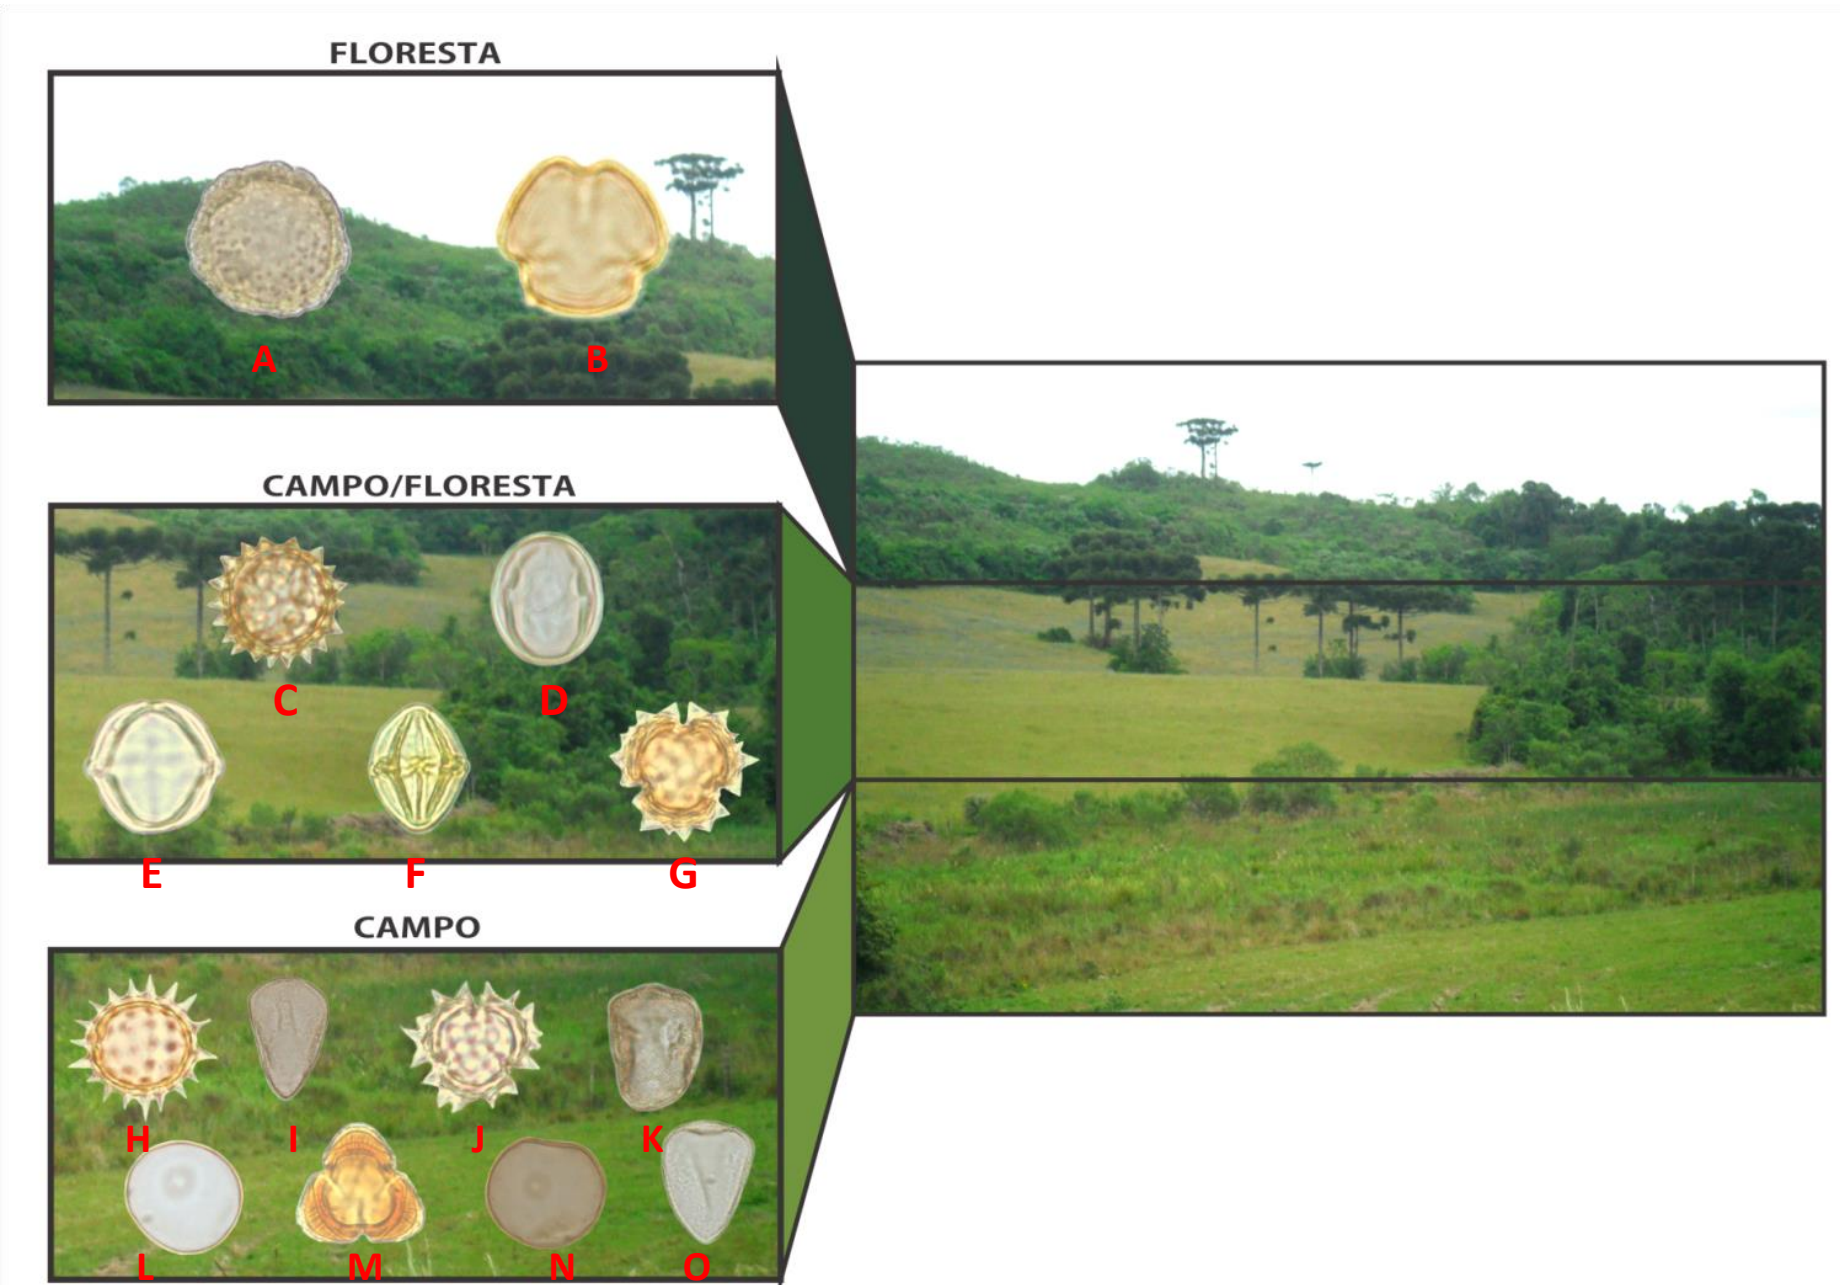 FLORESTA
A B
CAMPO/FLORESTA
C D
E F G
CAMPO
H I J K
L M N O